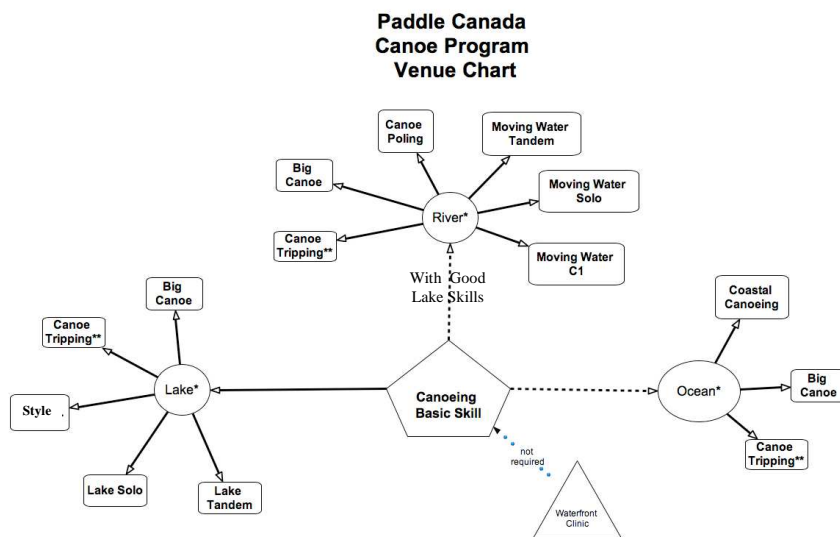 Paddle Canada
Canoe Program
Venue Chart
Canoe
Poling
Moving Water
Tandem
Big
Canoe
Moving Water
Solo
River*
Canoe
Tripping**
Moving Water
C1
With Good
Lake Skills
Big
Canoe
Coastal
Canoeing
Canoe
Tripping**
Lake*
Canoeing
Basic Skill
Ocean*
Big
Canoe
Style .
not
required
Canoe
Tripping**
Lake Solo
Lake
Tandem
Waterfront
Clinic